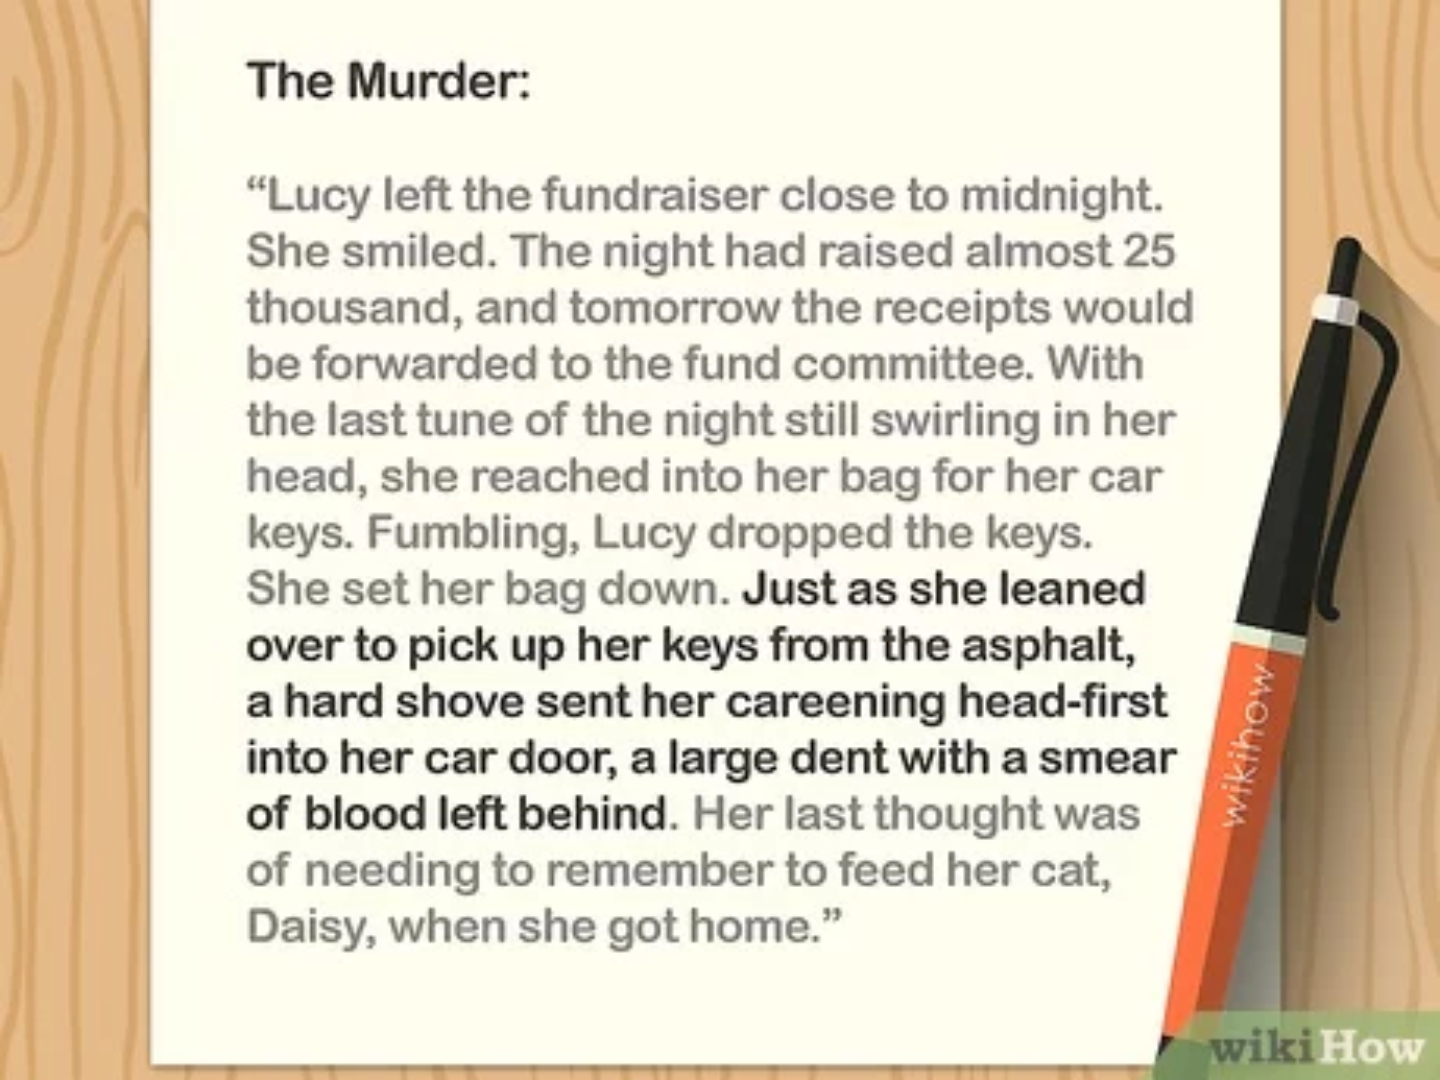 The Murder:
“Lucy left the fundraiser close to midnight.
She smiled. The night had raised almost 25
thousand, and tomorrow the receipts would
be forwarded to the fund committee. With
the last tune of the night still swirling in her
head, she reached into her bag for her car
keys. Fumbling, Lucy dropped the keys.
She set her bag down. Just as she leaned
over to pick up her keys from the asphalt,
a hard shove sent her careening head-first
into her car door, a large dent with a smear
of blood left behind. Her last thought was
of needing to remember to feed her cat,
Daisy, when she got home.”
wikihow
wikiHow